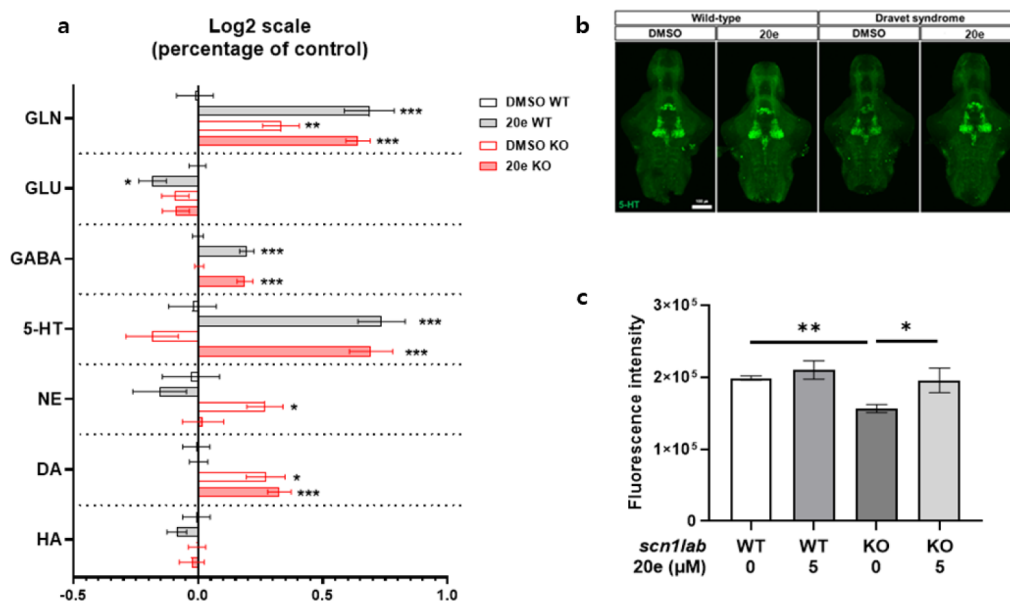 a
Log2 scale
(percentage of control)
GLN
***
**
***
GLU
*
GABA
***
***
5-HT
***
***
NE
*
DA
*
***
HA
-0.5
0.0
0.5
1.0
DMSO WT
20e WT
DMSO KO
20e KO
b
Wild-type
Dravet syndrome
DMSO
20e
DMSO
20e
5-HT
c
Fluorescence intensity
3×10⁵
2×10⁵
1×10⁵
0
**
*
scn1lab WT WT KO KO
20e (µM) 0 5 0 5